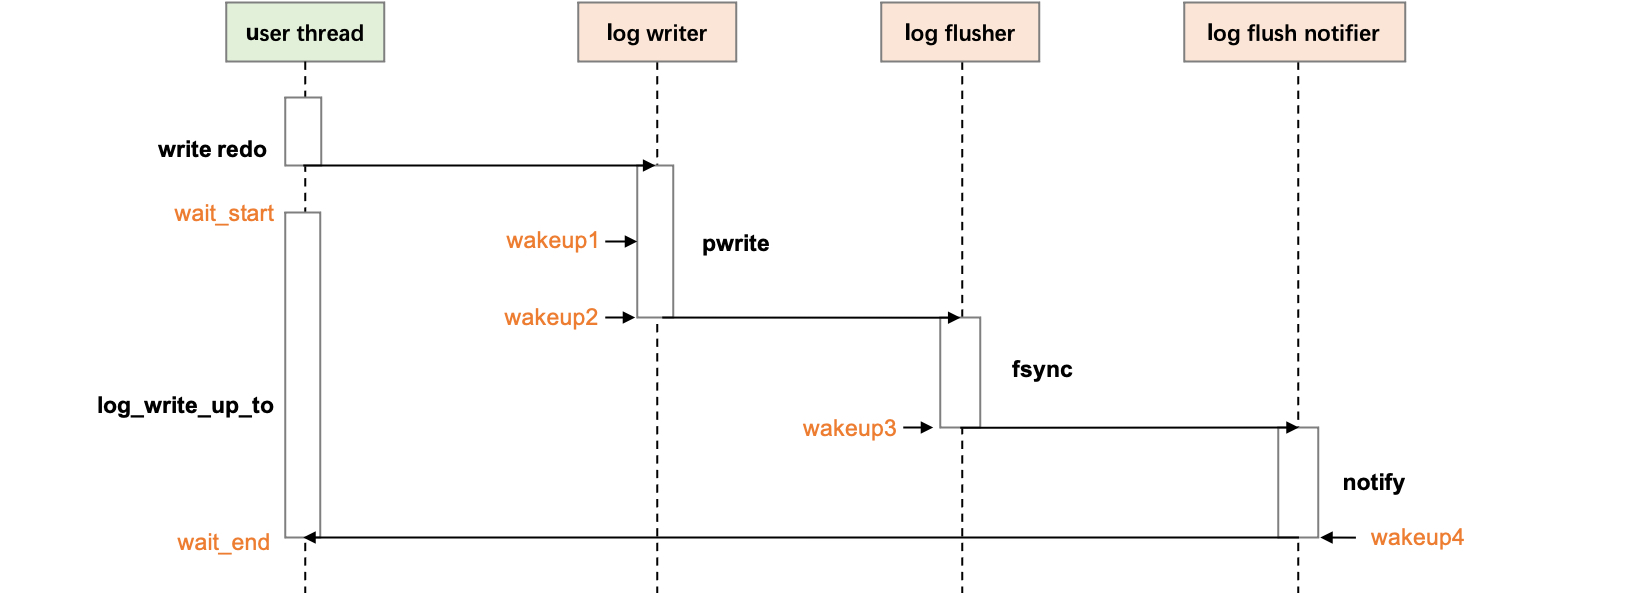 user thread
log writer
log flusher
log flush notifier
write redo
wait_start
wakeup1
pwrite
wakeup2
fsync
log_write_up_to
wakeup3
notify
wait_end
wakeup4